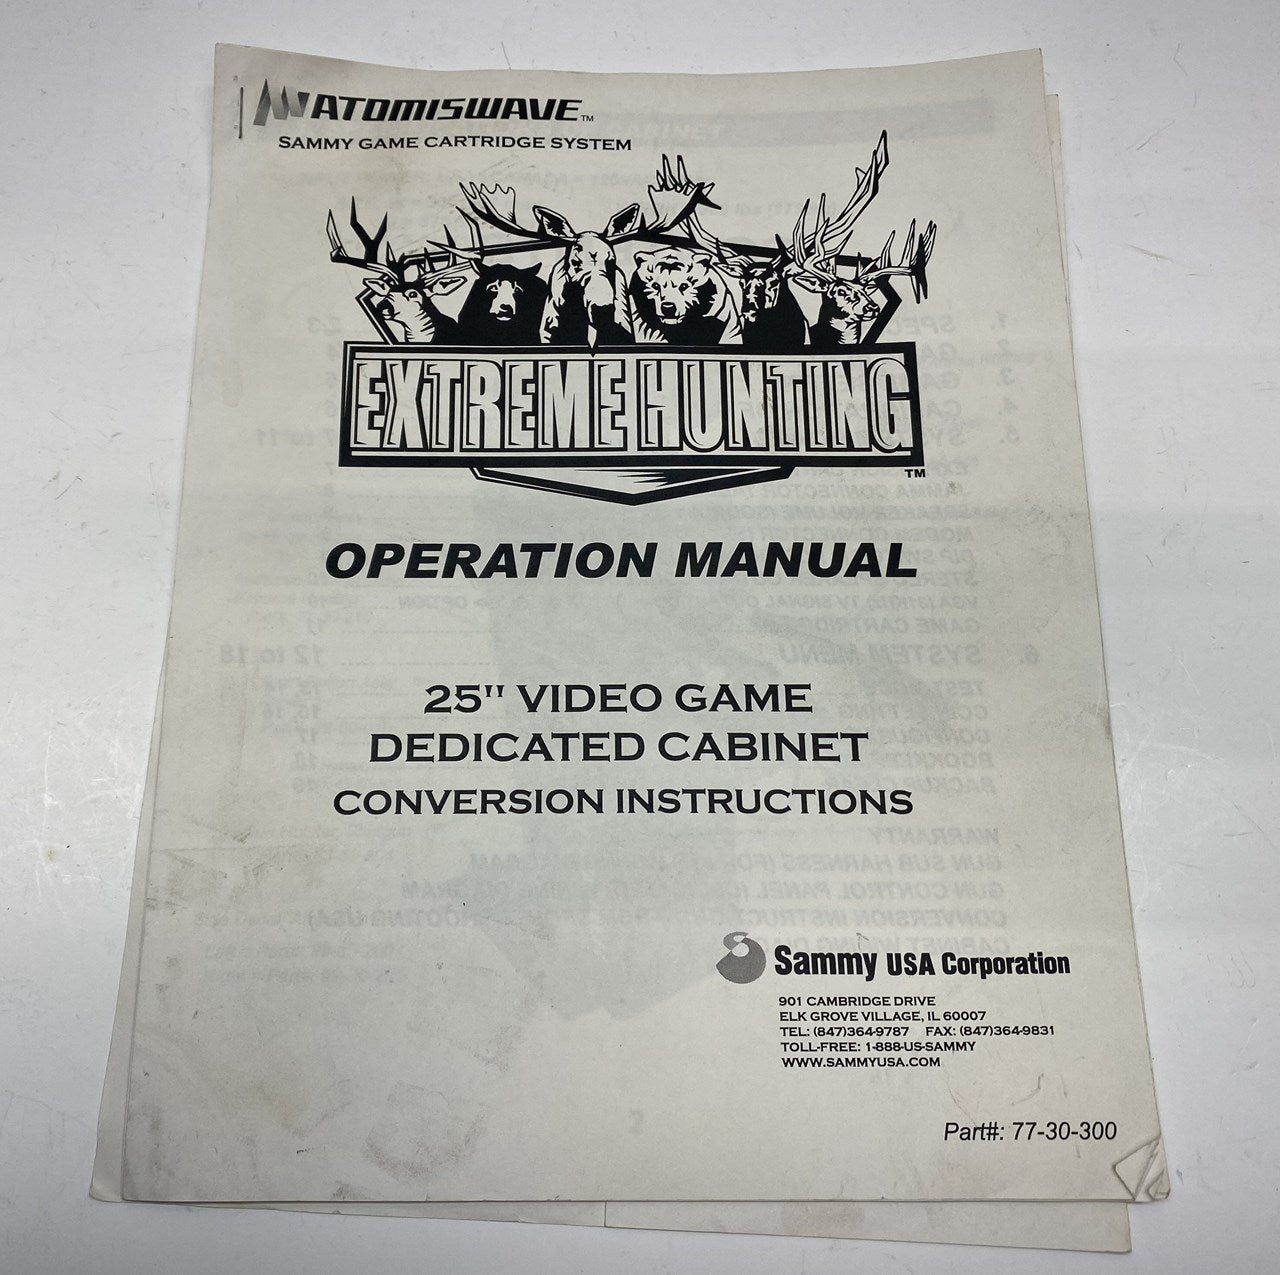 ATOMISWAVE™
SAMMY GAME CARTRIDGE SYSTEM
EXTREME HUNTING
TM
OPERATION MANUAL
25" VIDEO GAME
DEDICATED CABINET
CONVERSION INSTRUCTIONS
Sammy USA Corporation
901 CAMBRIDGE DRIVE
ELK GROVE VILLAGE, IL 60007
TEL: (847)364-9787 FAX: (847)364-9831
TOLL-FREE: 1-888-US-SAMMY
WWW.SAMMYUSA.COM
Part#: 77-30-300